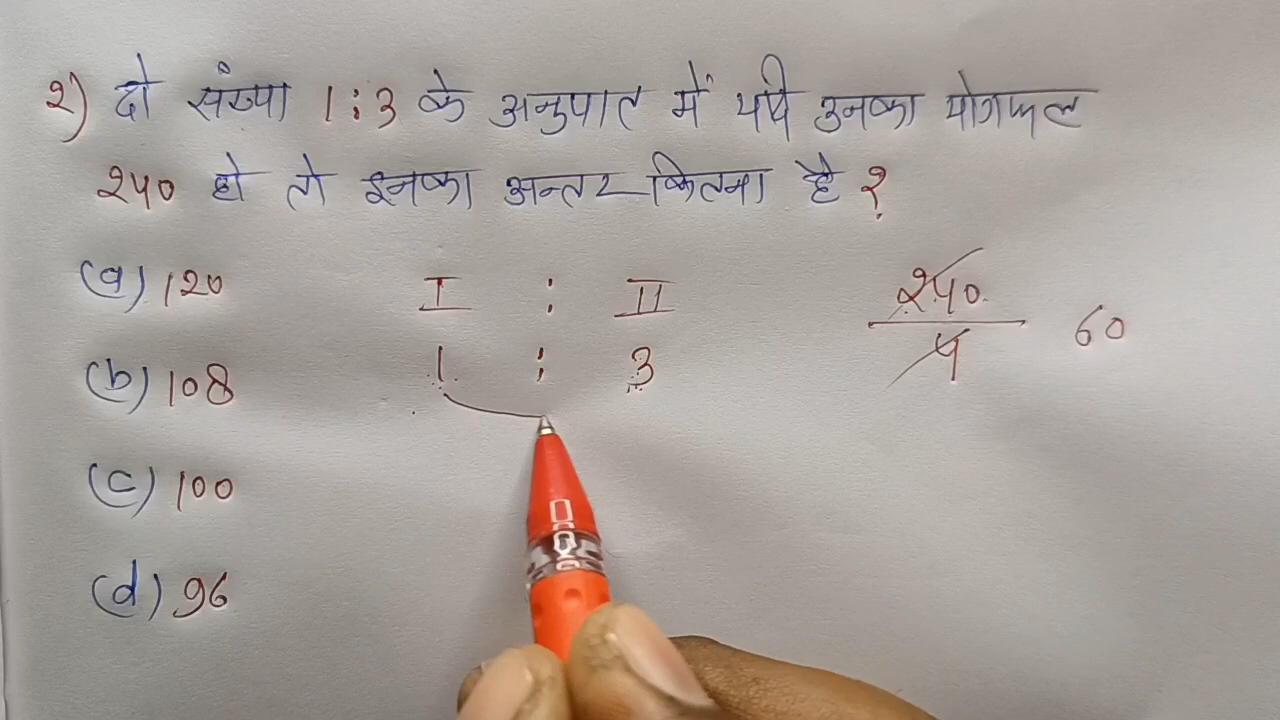 2) दो संख्या 1:3 के अनुपात में यदि उनका योगफल
240 हो तो इनका अन्तर कितना है ?
(a) 120
(b) 108
(c) 100
(d) 96
I : II
1 : 3
240
4
60